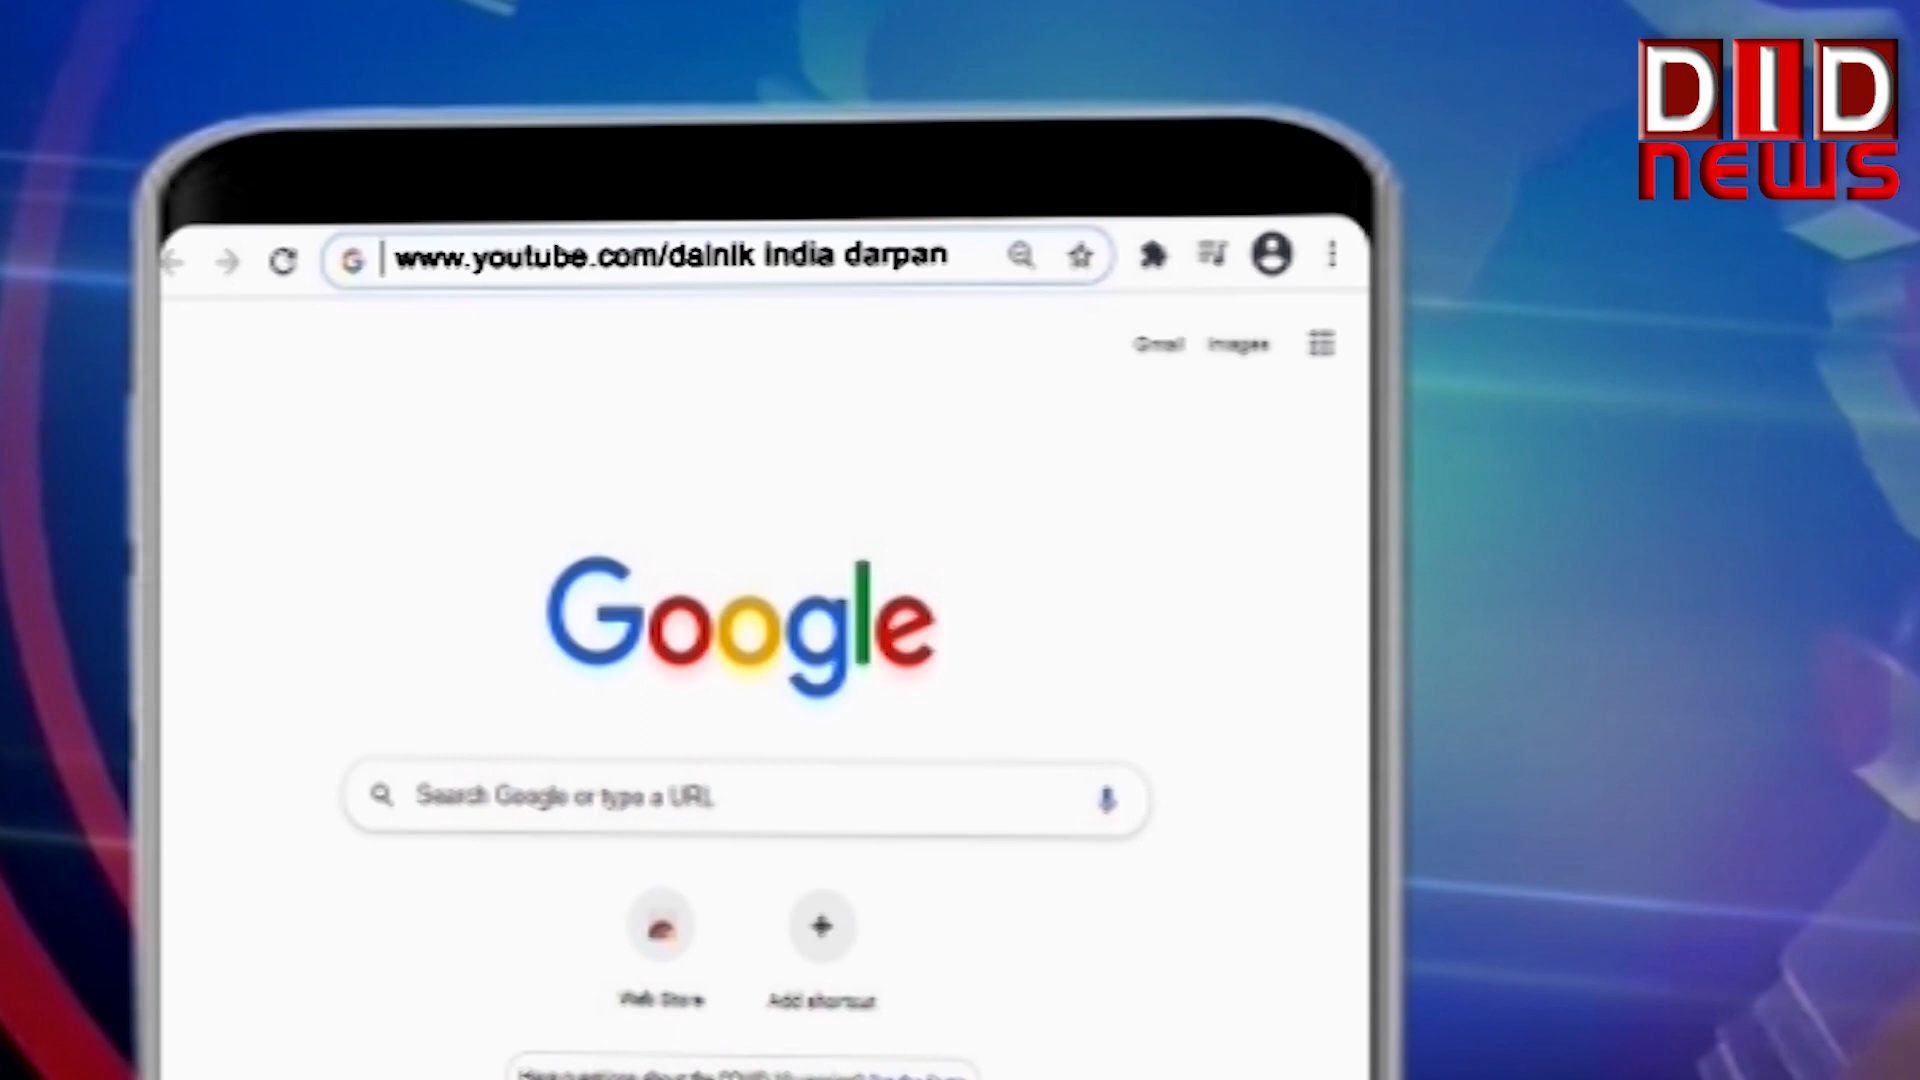 DID
NEWS
www.youtube.com/dainik india darpan
Gmail Images
Google
Search Google or type a URL
Web Store Add shortcut